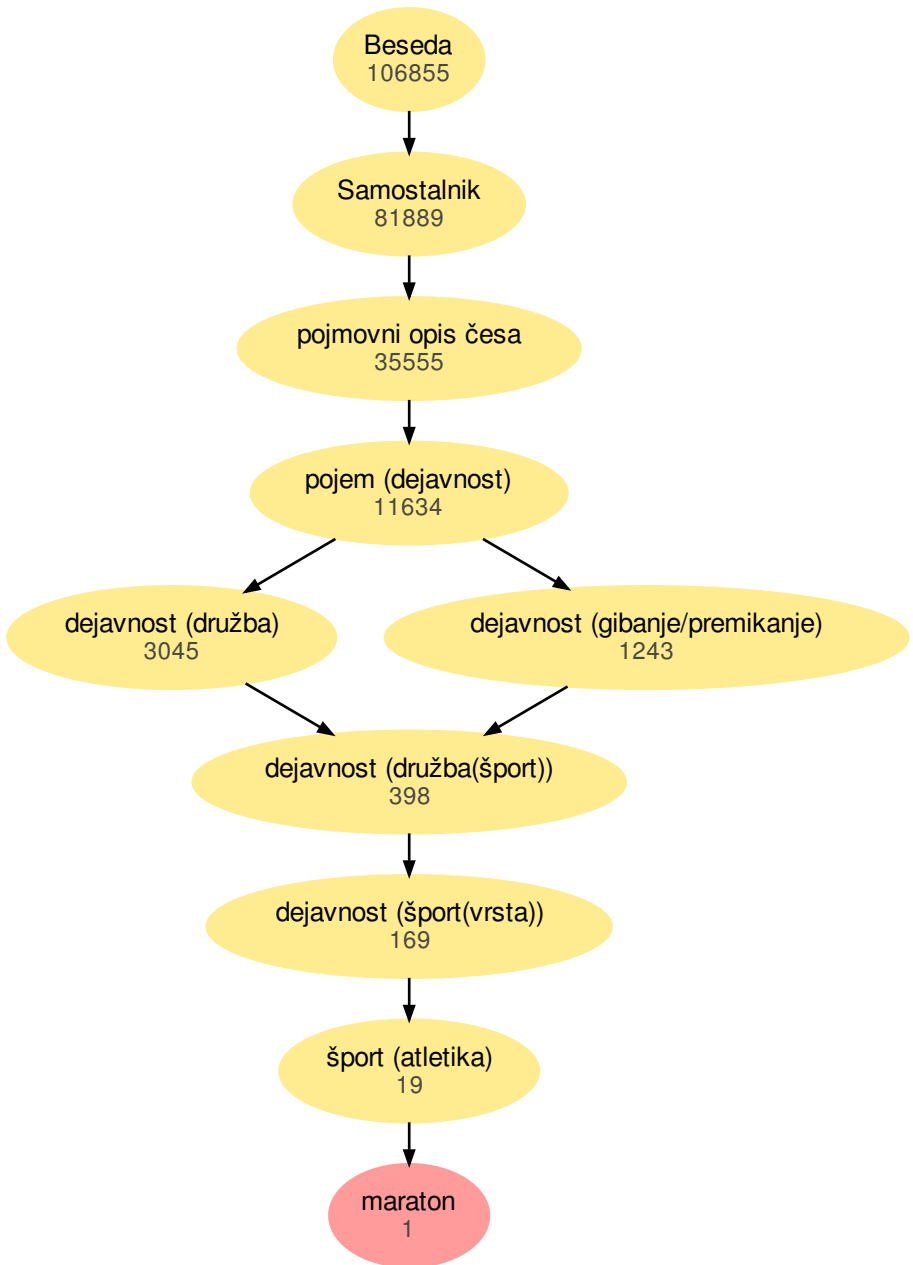 Beseda
106855
Samostalnik
81889
pojmovni opis česa
35555
pojem (dejavnost)
11634
dejavnost (družba)
3045
dejavnost (gibanje/premikanje)
1243
dejavnost (družba(šport))
398
dejavnost (šport(vrsta))
169
šport (atletika)
19
maraton
1